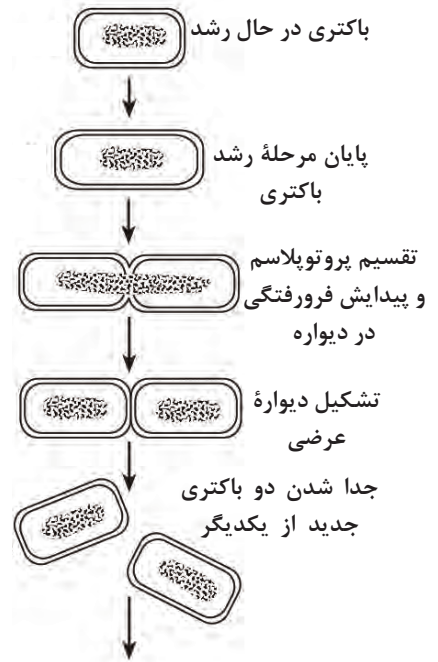 باکتری در حال رشد
پایان مرحلهٔ رشد
باکتری
تقسیم پروتوپلاسم
و پیدایش فرورفتگی
در دیواره
تشکیل دیوارهٔ
عرضی
جدا شدن دو باکتری
جدید از یکدیگر